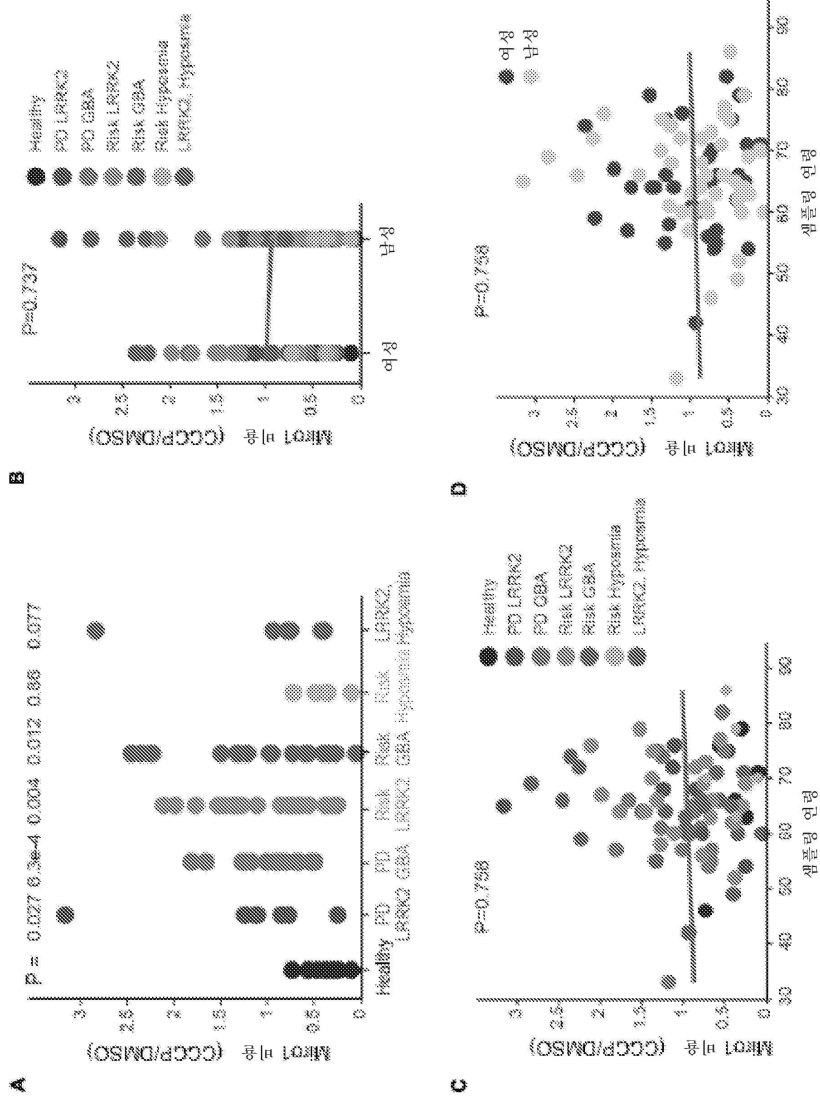 A
P = 0.027 6.3e-4 0.004 0.012 0.86 0.077
Miro1 비율
(CCCP/DMSO)
3
2.5
2
1.5
1
0.5
0
Healthy
PD LRRK2
PD GBA
Risk LRRK2
Risk GBA
Risk Hyposmia
LRRK2, Hyposmia
B
P=0.737
Miro1 비율
(CCCP/DMSO)
3
2.5
2
1.5
1
0.5
0
여성
남성
Healthy
PD LRRK2
PD GBA
Risk LRRK2
Risk GBA
Risk Hyposmia
LRRK2, Hyposmia
C
P=0.758
Miro1 비율
(CCCP/DMSO)
3
2.5
2
1.5
1
0.5
0
30 40 50 60 70 80 90
샘플링 연령
Healthy
PD LRRK2
PD GBA
Risk LRRK2
Risk GBA
Risk Hyposmia
LRRK2, Hyposmia
D
P=0.758
Miro1 비율
(CCCP/DMSO)
3
2.5
2
1.5
1
0.5
0
30 40 50 60 70 80 90
샘플링 연령
여성
남성